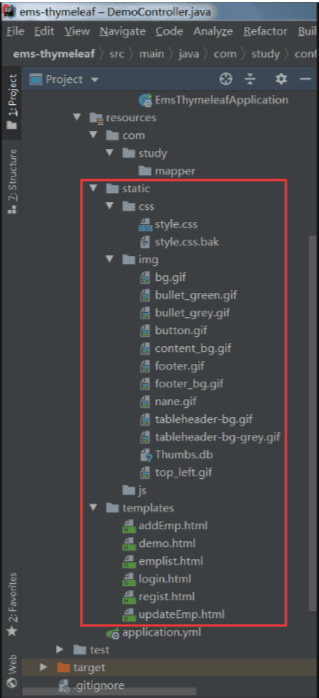 ems-thymeleaf – DemoController.java
File Edit View Navigate Code Analyze Refactor Buil
ems-thymeleaf src main java com study cont
Project
1: Project
EmsThymeleafApplication
resources
com
study
mapper
Z: Structure
static
css
style.css
style.css.bak
img
bg.gif
bullet_green.gif
bullet_grey.gif
button.gif
content_bg.gif
footer.gif
footer_bg.gif
nane.gif
tableheader-bg.gif
tableheader-bg-grey.gif
Thumbs.db
top_left.gif
js
templates
addEmp.html
demo.html
emplist.html
login.html
regist.html
updateEmp.html
application.yml
2: Favorites
test
Web
target
.gitignore